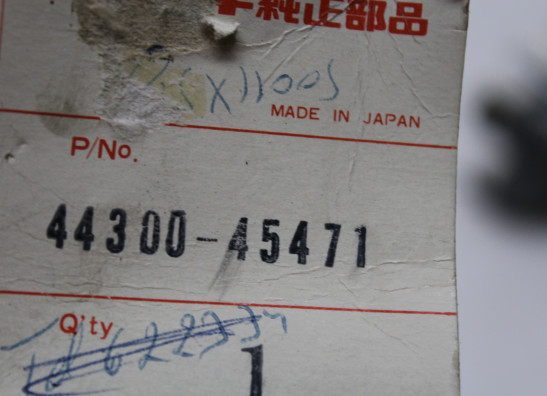 純正部品
MADE IN JAPAN
P/No.
44300-45471
Q'ty
1